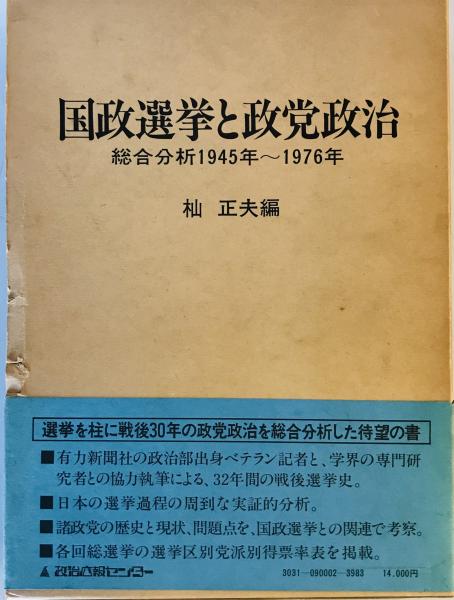 国政選挙と政党政治
総合分析1945年〜1976年
杣 正夫編
選挙を柱に戦後30年の政党政治を総合分析した待望の書
■有力新聞社の政治部出身ベテラン記者と、学界の専門研
究者との協力執筆による、32年間の戦後選挙史。
■日本の選挙過程の周到な実証的分析。
■諸政党の歴史と現状、問題点を、国政選挙との関連で考察。
■各回総選挙の選挙区別党派別得票率表を掲載。
政治広報センター
3031-090002-3983 14.000円